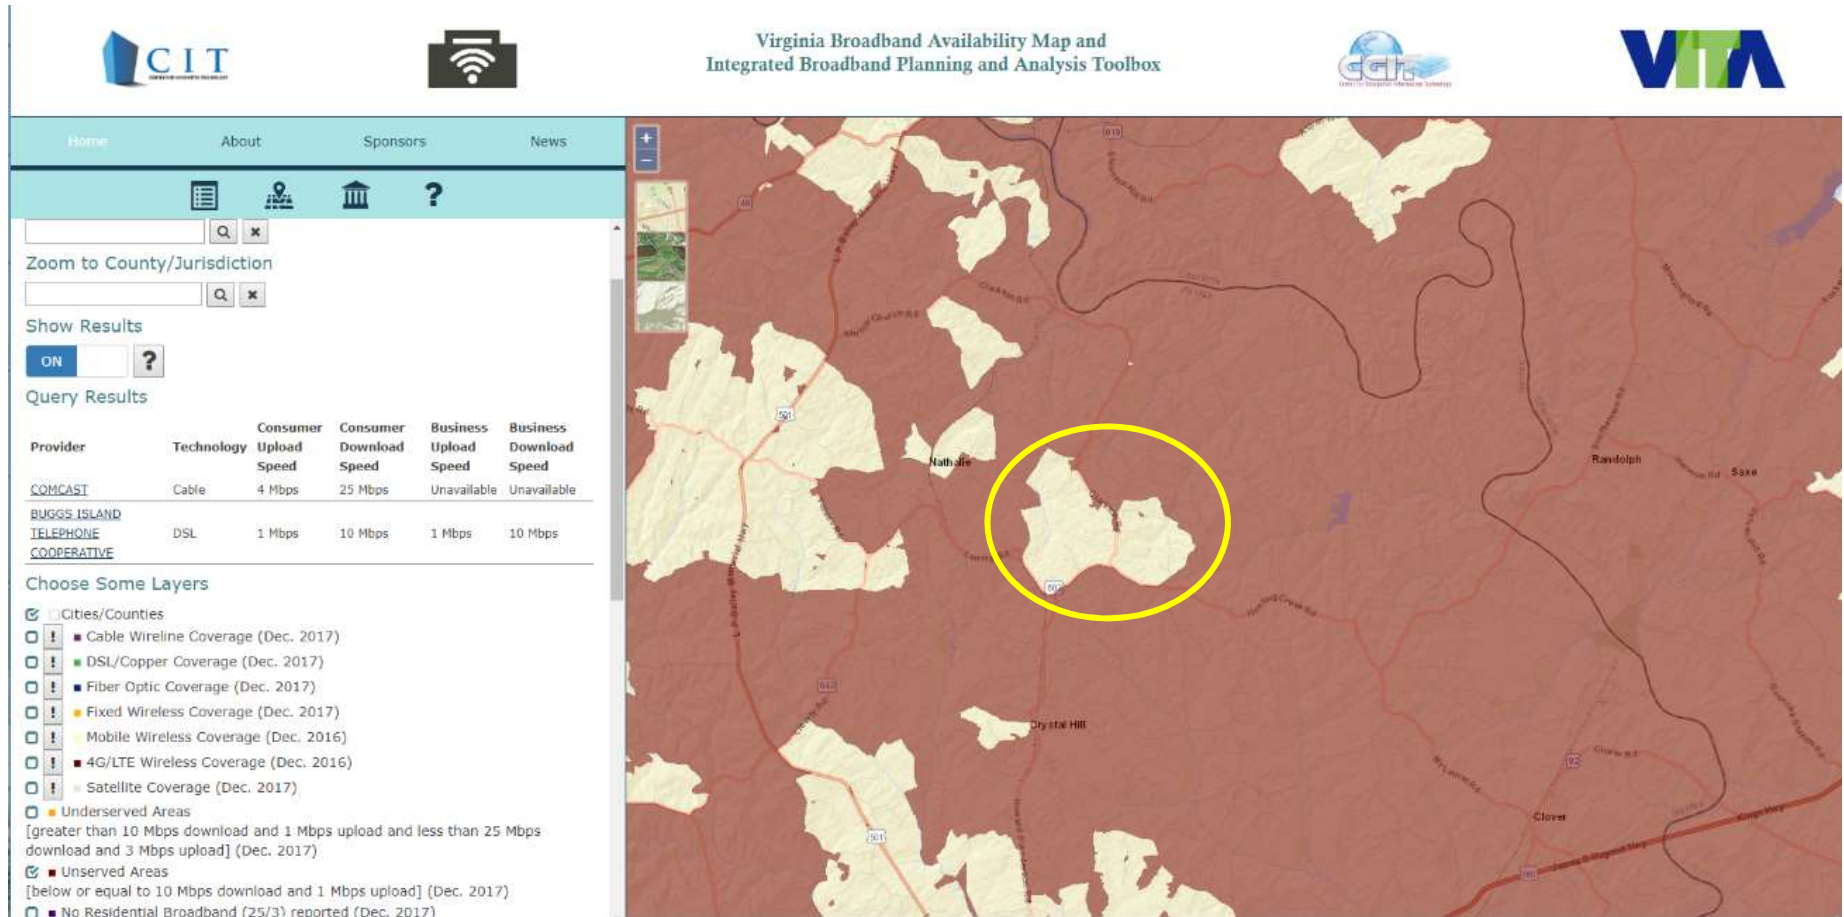 CIT
Virginia Broadband Availability Map and
Integrated Broadband Planning and Analysis Toolbox
CGIT
VITA
Home About Sponsors News
?
Zoom to County/Jurisdiction
Show Results
ON ?
Query Results
Provider Technology Consumer Upload Speed Consumer Download Speed Business Upload Speed Business Download Speed
COMCAST Cable 4 Mbps 25 Mbps Unavailable Unavailable
BUGGS ISLAND
TELEPHONE DSL 1 Mbps 10 Mbps 1 Mbps 10 Mbps
COOPERATIVE
Choose Some Layers
Cities/Counties
! Cable Wireline Coverage (Dec. 2017)
! DSL/Copper Coverage (Dec. 2017)
! Fiber Optic Coverage (Dec. 2017)
! Fixed Wireless Coverage (Dec. 2017)
! Mobile Wireless Coverage (Dec. 2016)
! 4G/LTE Wireless Coverage (Dec. 2016)
! Satellite Coverage (Dec. 2017)
Underserved Areas
[greater than 10 Mbps download and 1 Mbps upload and less than 25 Mbps
download and 3 Mbps upload] (Dec. 2017)
Unserved Areas
[below or equal to 10 Mbps download and 1 Mbps upload] (Dec. 2017)
No Residential Broadband (25/3) reported (Dec. 2017)
+
−
501
Nathalie
Randolph
Saxe
Crystal Hill
92
Clover
501